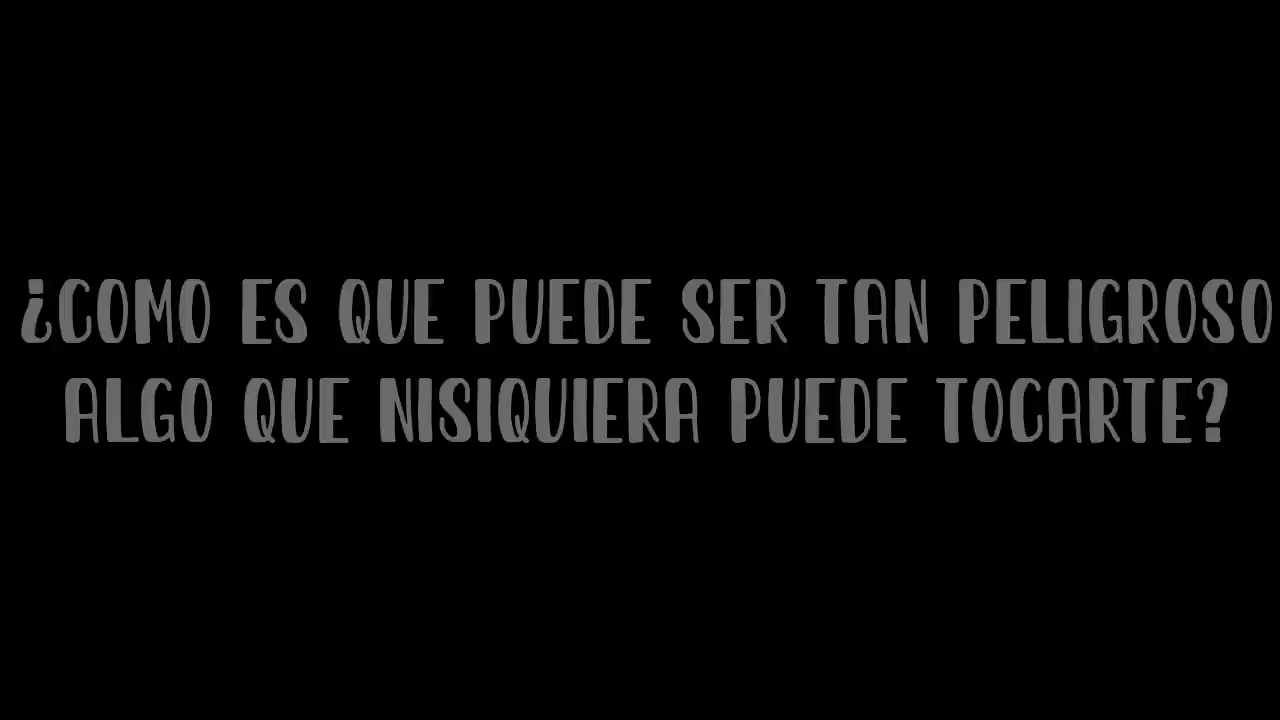 ¿COMO ES QUE PUEDE SER TAN PELIGROSO
ALGO QUE NISIQUIERA PUEDE TOCARTE?